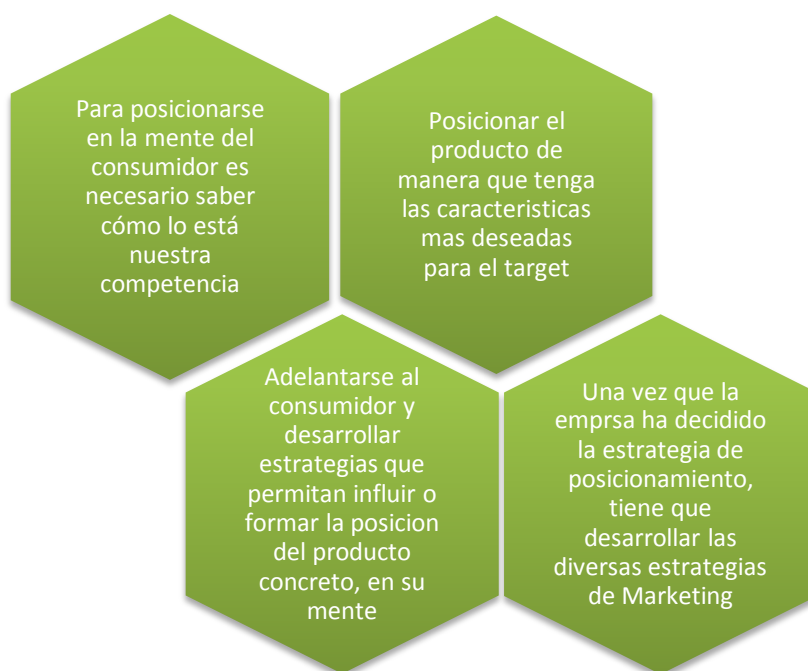 Para posicionarse
en la mente del
consumidor es
necesario saber
cómo lo está
nuestra
competencia
Posicionar el
producto de
manera que tenga
las caracteristicas
mas deseadas
para el target
Adelantarse al
consumidor y
desarrollar
estrategias que
permitan influir o
formar la posicion
del producto
concreto, en su
mente
Una vez que la
emprsa ha decidido
la estrategia de
posicionamiento,
tiene que
desarrollar las
diversas estrategias
de Marketing